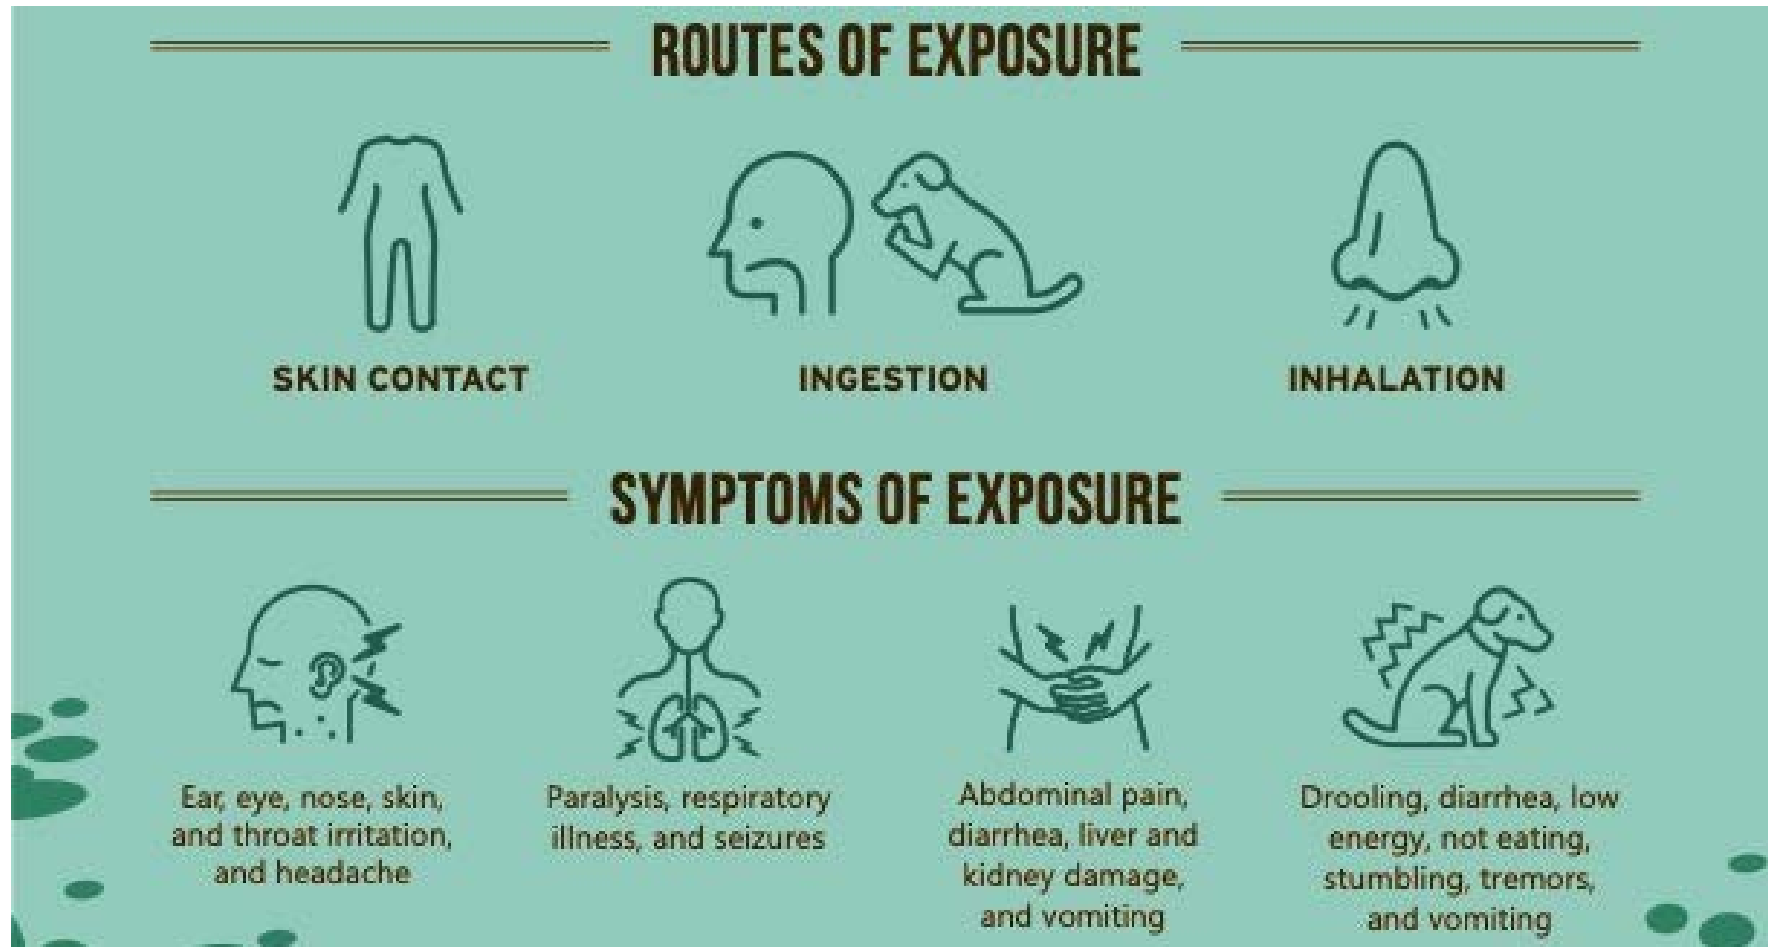 ROUTES OF EXPOSURE
SKIN CONTACT
INGESTION
INHALATION
SYMPTOMS OF EXPOSURE
Ear, eye, nose, skin,
and throat irritation,
and headache
Paralysis, respiratory
illness, and seizures
Abdominal pain,
diarrhea, liver and
kidney damage,
and vomiting
Drooling, diarrhea, low
energy, not eating,
stumbling, tremors,
and vomiting